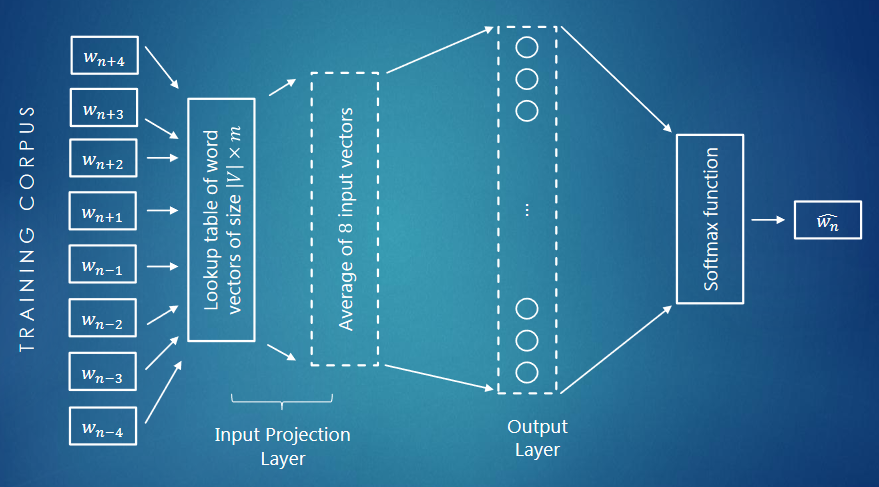 TRAINING CORPUS
w_{n+4}
w_{n+3}
w_{n+2}
w_{n+1}
w_{n−1}
w_{n−2}
w_{n−3}
w_{n−4}
Lookup table of word
vectors of size |V| × m
Average of 8 input vectors
Input Projection
Layer
...
Output
Layer
Softmax function
\widehat{w_n}